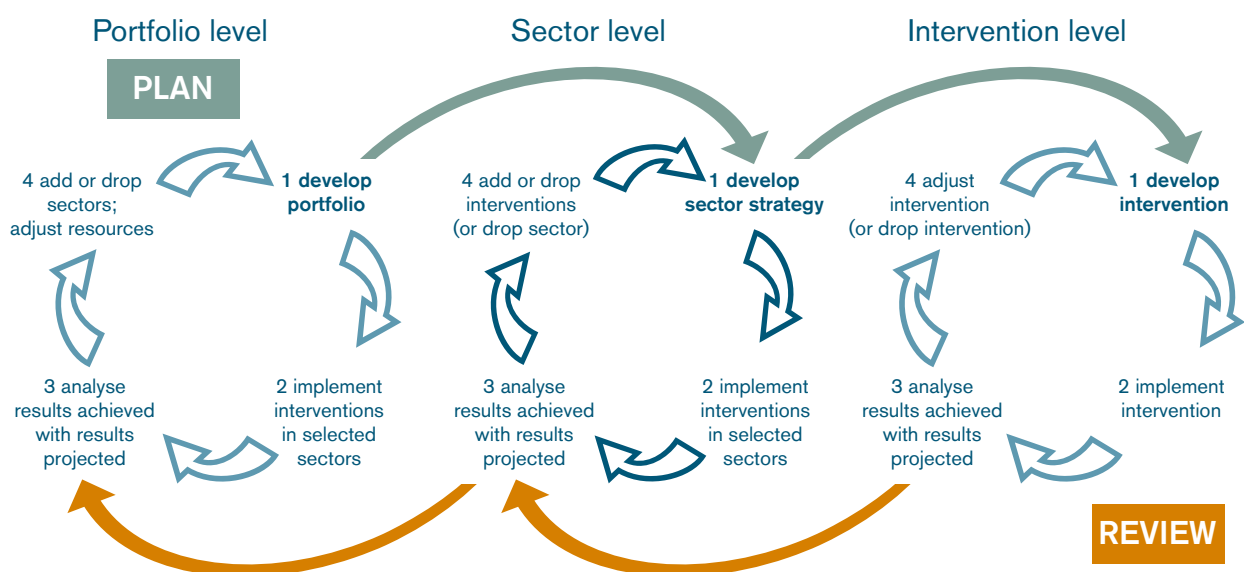 Portfolio level
Sector level
Intervention level
PLAN
4 add or drop
sectors;
adjust resources
1 develop
portfolio
2 implement
interventions
in selected
sectors
3 analyse
results achieved
with results
projected
4 add or drop
interventions
(or drop sector)
1 develop
sector strategy
2 implement
interventions
in selected
sectors
3 analyse
results achieved
with results
projected
4 adjust
intervention
(or drop intervention)
1 develop
intervention
2 implement
intervention
3 analyse
results achieved
with results
projected
REVIEW